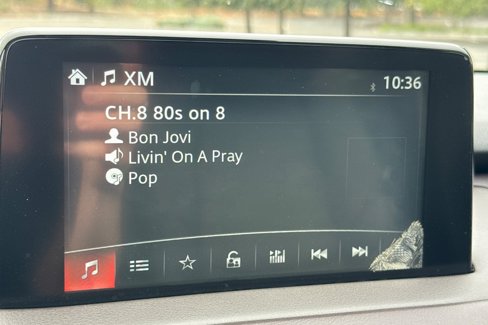 XM
10:36
CH.8 80s on 8
Bon Jovi
Livin' On A Pray
Pop